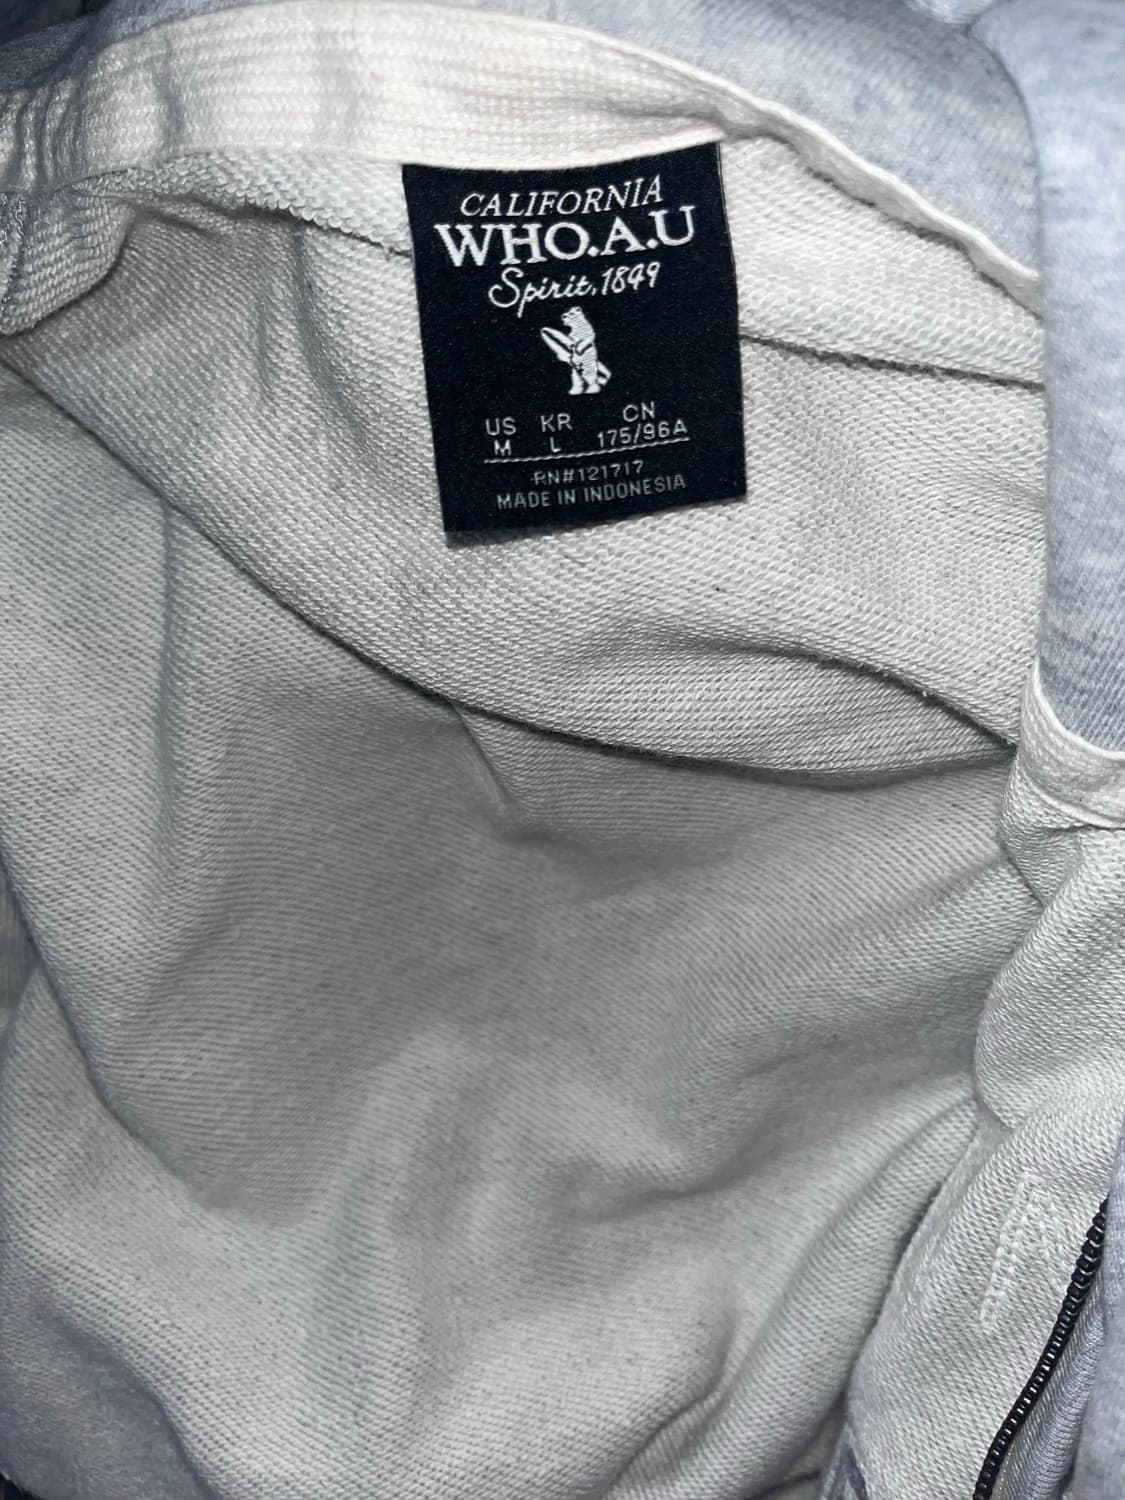 CALIFORNIA
WHO.A.U
Spirit, 1849
US KR CN
M L 175/96A
RN#121717
MADE IN INDONESIA